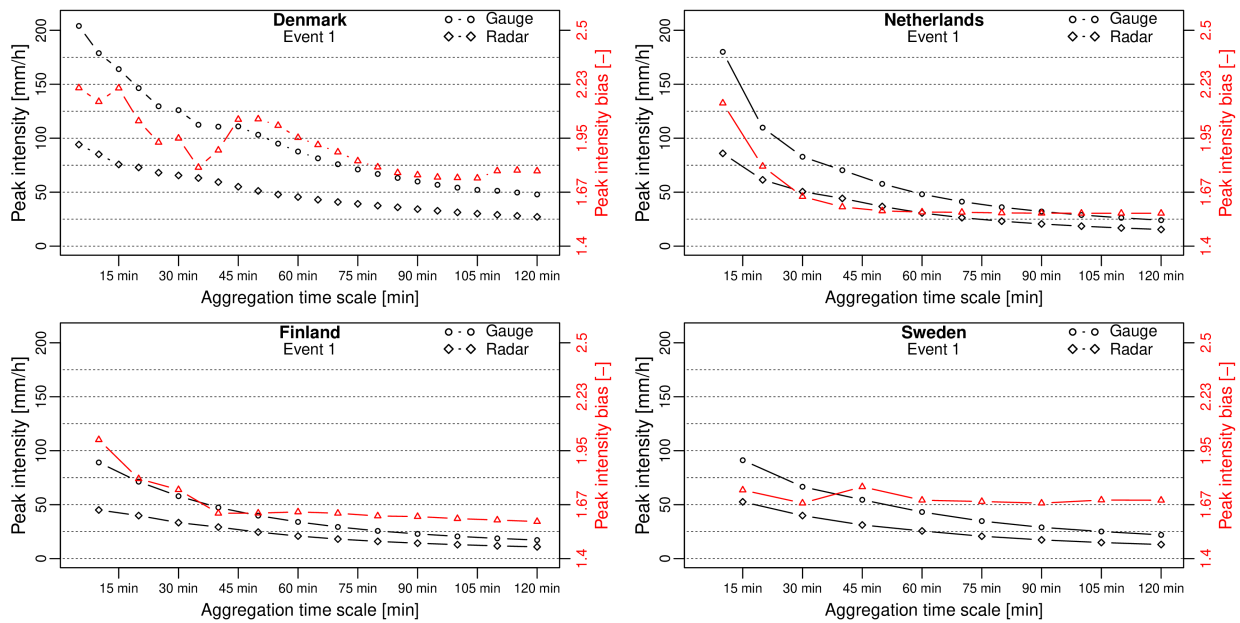 Denmark
Event 1
Gauge
Radar
Peak intensity [mm/h]
0
50
100
150
200
Peak intensity bias [−]
1.4
1.67
1.95
2.23
2.5
15 min
30 min
45 min
60 min
75 min
90 min
105 min
120 min
Aggregation time scale [min]
Netherlands
Event 1
Gauge
Radar
Peak intensity [mm/h]
0
50
100
150
200
Peak intensity bias [−]
1.4
1.67
1.95
2.23
2.5
15 min
30 min
45 min
60 min
75 min
90 min
105 min
120 min
Aggregation time scale [min]
Finland
Event 1
Gauge
Radar
Peak intensity [mm/h]
0
50
100
150
200
Peak intensity bias [−]
1.4
1.67
1.95
2.23
2.5
15 min
30 min
45 min
60 min
75 min
90 min
105 min
120 min
Aggregation time scale [min]
Sweden
Event 1
Gauge
Radar
Peak intensity [mm/h]
0
50
100
150
200
Peak intensity bias [−]
1.4
1.67
1.95
2.23
2.5
15 min
30 min
45 min
60 min
75 min
90 min
105 min
120 min
Aggregation time scale [min]